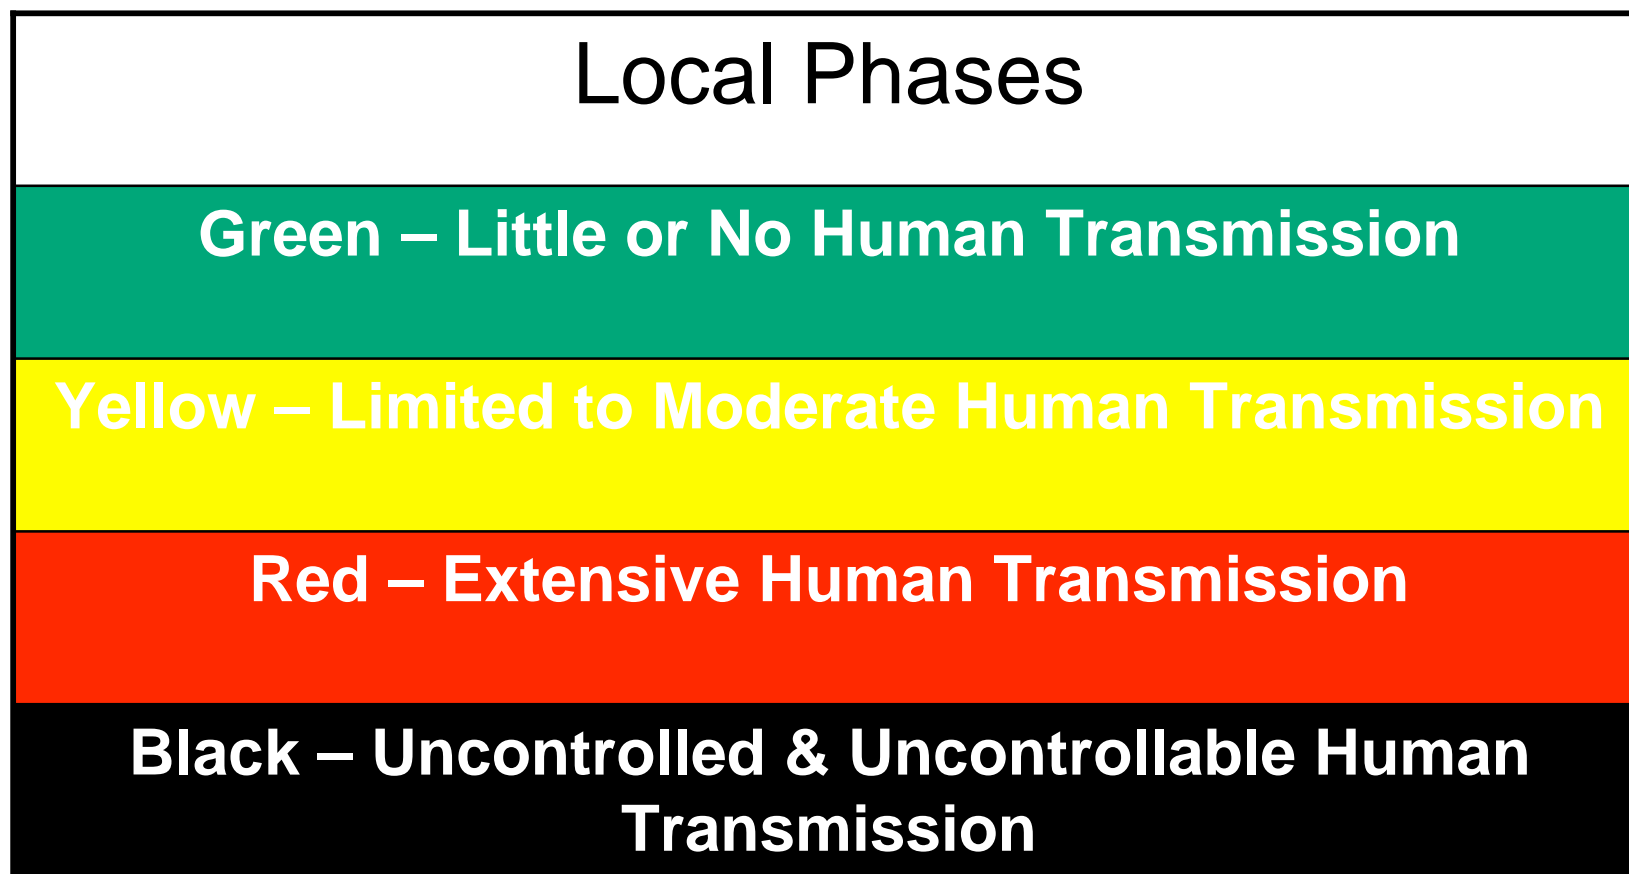 Local Phases
Green – Little or No Human Transmission
Yellow – Limited to Moderate Human Transmission
Red – Extensive Human Transmission
Black – Uncontrolled & Uncontrollable Human
Transmission